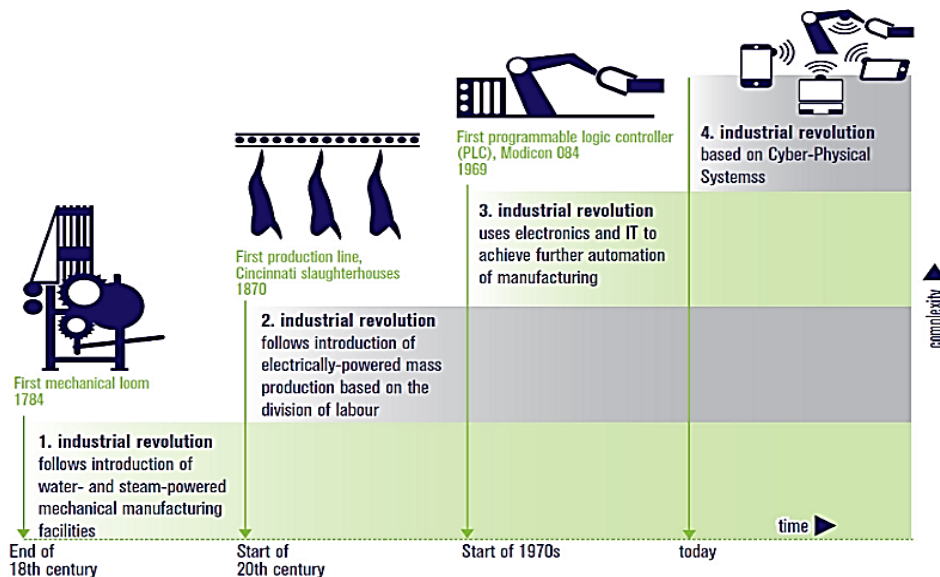 First programmable logic controller
(PLC), Modicon 084
1969
4. industrial revolution
based on Cyber-Physical
Systemss
3. industrial revolution
uses electronics and IT to
achieve further automation
of manufacturing
First production line,
Cincinnati slaughterhouses
1870
2. industrial revolution
follows introduction of
electrically-powered mass
production based on the
division of labour
First mechanical loom
1784
1. industrial revolution
follows introduction of
water- and steam-powered
mechanical manufacturing
facilities
complexity
time
End of
18th century
Start of
20th century
Start of 1970s
today